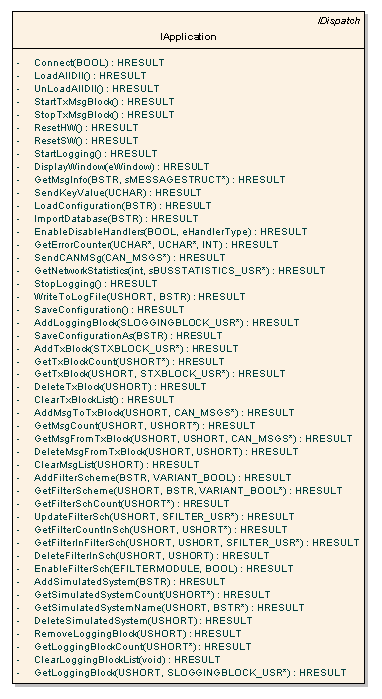 IDispatch
IApplication
- Connect(BOOL) : HRESULT
- LoadAllDll() : HRESULT
- UnLoadAllDll() : HRESULT
- StartTxMsgBlock() : HRESULT
- StopTxMsgBlock() : HRESULT
- ResetHW() : HRESULT
- ResetSW() : HRESULT
- StartLogging() : HRESULT
- DisplayWindow(eWindow) : HRESULT
- GetMsgInfo(BSTR, sMESSAGESTRUCT*) : HRESULT
- SendKeyValue(UCHAR) : HRESULT
- LoadConfiguration(BSTR) : HRESULT
- ImportDatabase(BSTR) : HRESULT
- EnableDisableHandlers(BOOL, eHandlerType) : HRESULT
- GetErrorCounter(UCHAR*, UCHAR*, INT) : HRESULT
- SendCANMSg(CAN_MSGS*) : HRESULT
- GetNetworkStatistics(int, sBUSSTATISTICS_USR*) : HRESULT
- StopLogging() : HRESULT
- WriteToLogFile(USHORT, BSTR) : HRESULT
- SaveConfiguration() : HRESULT
- AddLoggingBlock(SLOGGINGBLOCK_USR*) : HRESULT
- SaveConfigurationAs(BSTR) : HRESULT
- AddTxBlock(STXBLOCK_USR*) : HRESULT
- GetTxBlockCount(USHORT*) : HRESULT
- GetTxBlock(USHORT, STXBLOCK_USR*) : HRESULT
- DeleteTxBlock(USHORT) : HRESULT
- ClearTxBlockList() : HRESULT
- AddMsgToTxBlock(USHORT, CAN_MSGS*) : HRESULT
- GetMsgCount(USHORT, USHORT*) : HRESULT
- GetMsgFromTxBlock(USHORT, USHORT, CAN_MSGS*) : HRESULT
- DeleteMsgFromTxBlock(USHORT, USHORT) : HRESULT
- ClearMsgList(USHORT) : HRESULT
- AddFilterScheme(BSTR, VARIANT_BOOL) : HRESULT
- GetFilterScheme(USHORT, BSTR, VARIANT_BOOL*) : HRESULT
- GetFilterSchCount(USHORT*) : HRESULT
- UpdateFilterSch(USHORT, SFILTER_USR*) : HRESULT
- GetFilterCountInSch(USHORT, USHORT*) : HRESULT
- GetFilterInFilterSch(USHORT, USHORT, SFILTER_USR*) : HRESULT
- DeleteFilterInSch(USHORT, USHORT) : HRESULT
- EnableFilterSch(EFILTERMODULE, BOOL) : HRESULT
- AddSimulatedSystem(BSTR) : HRESULT
- GetSimulatedSystemCount(USHORT*) : HRESULT
- GetSimulatedSystemName(USHORT, BSTR*) : HRESULT
- DeleteSimulatedSystem(USHORT) : HRESULT
- RemoveLoggingBlock(USHORT) : HRESULT
- GetLoggingBlockCount(USHORT*) : HRESULT
- ClearLoggingBlockList(void) : HRESULT
- GetLoggingBlock(USHORT, SLOGGINGBLOCK_USR*) : HRESULT